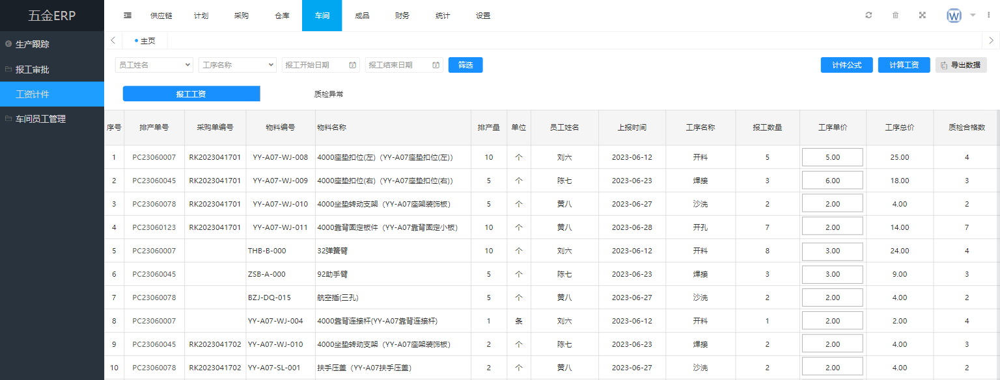 五金ERP
供应链 计划 采购 仓库 车间 成品 财务 统计 设置
W
生产跟踪
报工审批
工资计件
车间员工管理
主页
员工姓名 工序名称 报工开始日期 报工结束日期 筛选 计件公式 计算工资 导出数据
报工工资 质检异常
序号 排产单号 采购单编号 物料编号 物料名称 排产量 单位 员工姓名 上报时间 工序名称 报工数量 工序单价 工序总价 质检合格数
1 PC23060007 RK2023041701 YY-A07-WJ-008 4000座垫扣位(左)（YY-A07座垫扣位(左)） 10 个 刘六 2023-06-12 开料 5 5.00 25.00 4
2 PC23060045 RK2023041701 YY-A07-WJ-009 4000座垫扣位(右)（YY-A07座垫扣位(右)） 5 个 陈七 2023-06-23 焊接 3 6.00 18.00 3
3 PC23060078 RK2023041701 YY-A07-WJ-010 4000坐垫转动支架（YY-A07座架装饰板） 5 个 黄八 2023-06-27 沙洗 2 2.00 4.00 2
4 PC23060123 RK2023041701 YY-A07-WJ-011 4000靠背固定板件（YY-A07靠背固定小板） 10 个 黄八 2023-06-28 开孔 7 2.00 14.00 7
5 PC23060007 THB-B-000 32弹簧臂 10 个 刘六 2023-06-12 开料 8 3.00 24.00 4
6 PC23060045 ZSB-A-000 92助手臂 5 个 陈七 2023-06-23 焊接 3 3.00 9.00 3
7 PC23060078 BZJ-DQ-015 航空插(三孔) 5 个 黄八 2023-06-27 沙洗 2 2.00 4.00 2
8 PC23060007 YY-A07-WJ-004 4000靠背连接杆(YY-A07靠背连接杆) 1 条 刘六 2023-06-12 开料 1 2.00 2.00 4
9 PC23060045 RK2023041702 YY-A07-WJ-010 4000坐垫转动支架（YY-A07座架装饰板） 2 个 陈七 2023-06-23 焊接 2 2.00 4.00 3
10 PC23060078 RK2023041702 YY-A07-SL-001 扶手压盖（YY-A07扶手压盖） 2 个 黄八 2023-06-27 沙洗 2 2.00 4.00 2